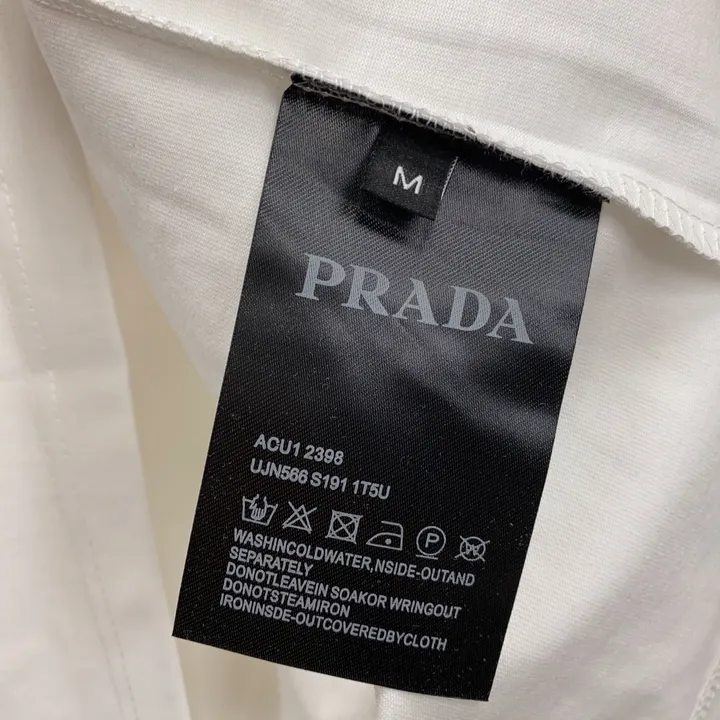 M
PRADA
ACU1 2398
UJN566 S191 1T5U
P
W
WASHINCOLDWATER,NSIDE-OUTAND
SEPARATELY
DONOTLEAVEIN SOAKOR WRINGOUT
DONOTSTEAMIRON
IRONINSDE-OUTCOVEREDBYCLOTH